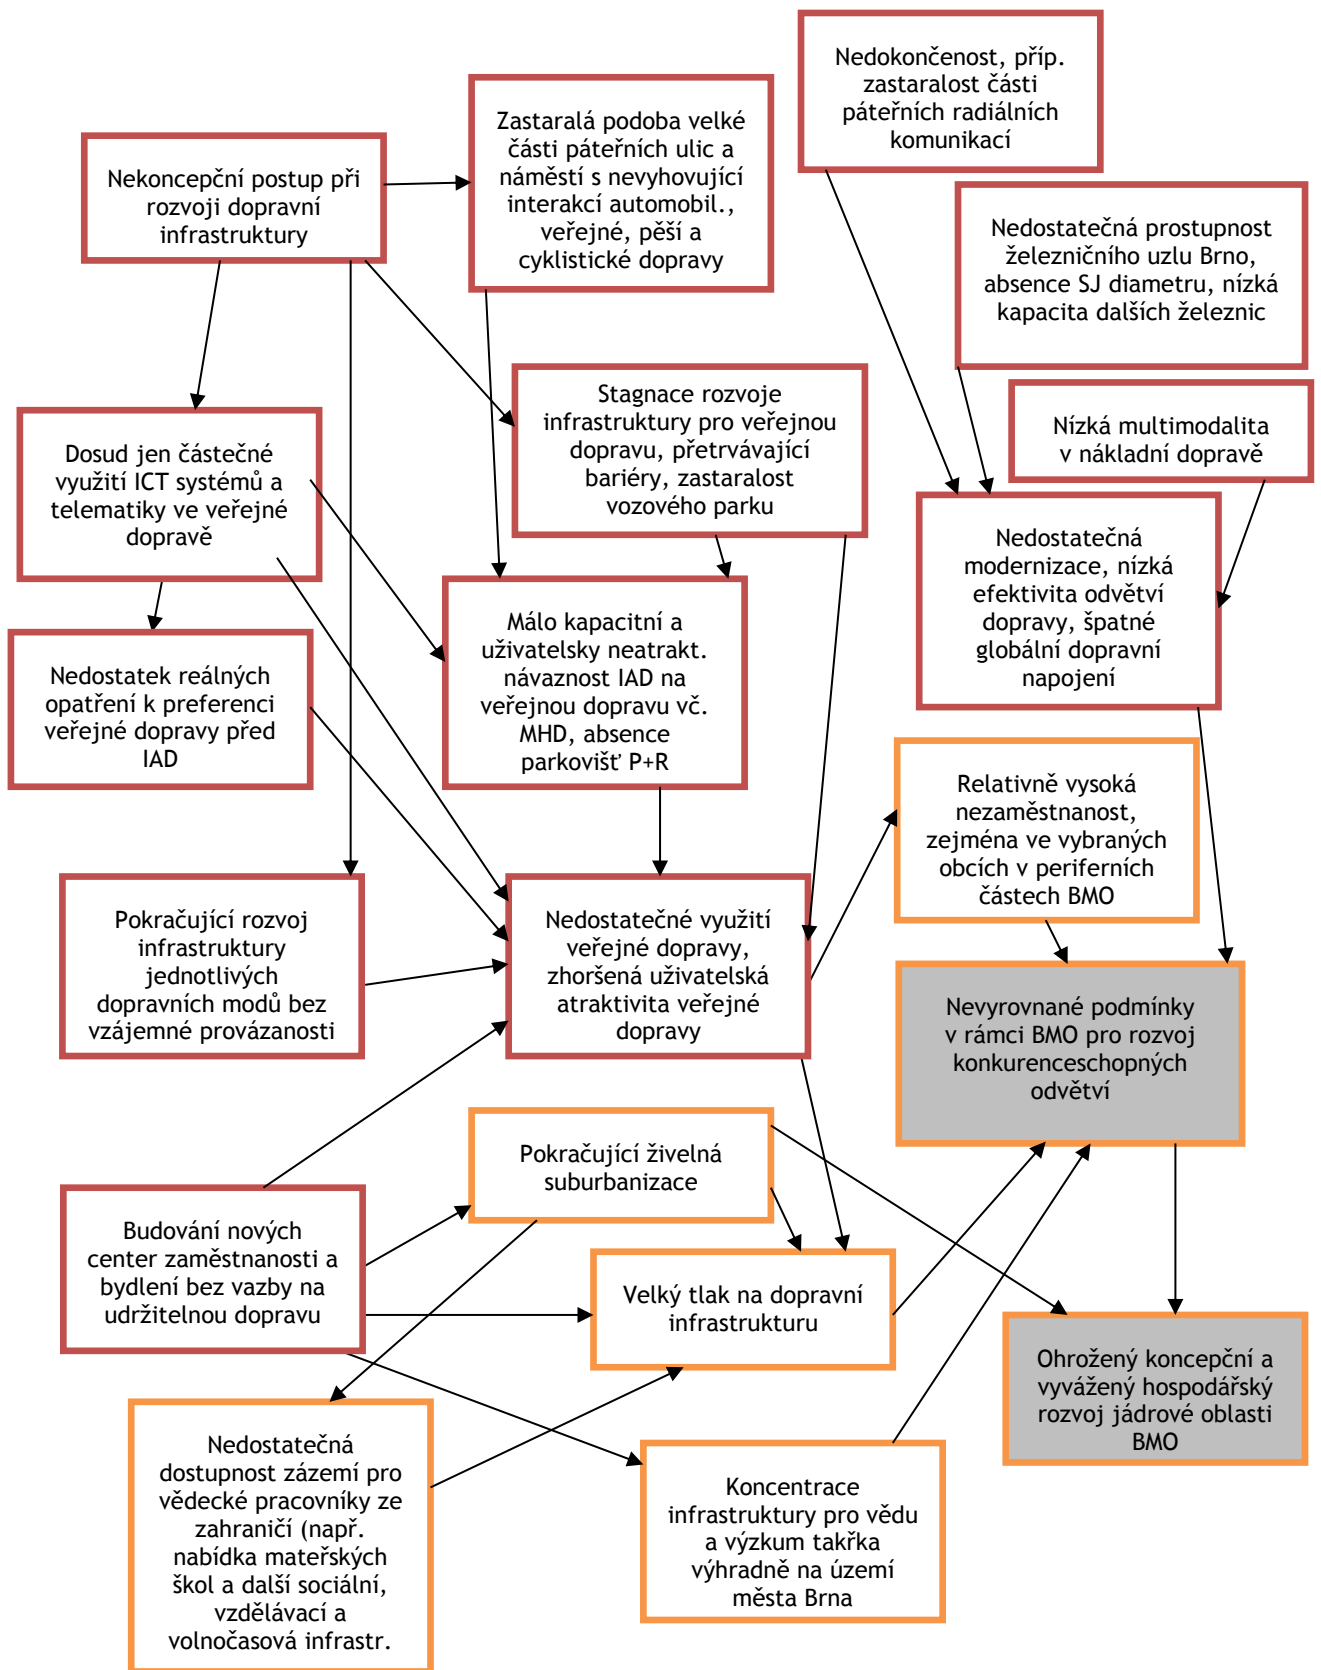 Nedokončenost, příp.
zastaralost části
páteřních radiálních
komunikací
Zastaralá podoba velké
části páteřních ulic a
náměstí s nevyhovující
interakcí automobil.,
veřejné, pěší a
cyklistické dopravy
Nekoncepční postup při
rozvoji dopravní
infrastruktury
Nedostatečná prostupnost
železničního uzlu Brno,
absence SJ diametru, nízká
kapacita dalších železnic
Stagnace rozvoje
infrastruktury pro veřejnou
dopravu, přetrvávající
bariéry, zastaralost
vozového parku
Nízká multimodalita
v nákladní dopravě
Dosud jen částečné
využití ICT systémů a
telematiky ve veřejné
dopravě
Nedostatečná
modernizace, nízká
efektivita odvětví
dopravy, špatné
globální dopravní
napojení
Málo kapacitní a
uživatelsky neatrakt.
návaznost IAD na
veřejnou dopravu vč.
MHD, absence
parkovišť P+R
Nedostatek reálných
opatření k preferenci
veřejné dopravy před
IAD
Relativně vysoká
nezaměstnanost,
zejména ve vybraných
obcích v periferních
částech BMO
Pokračující rozvoj
infrastruktury
jednotlivých
dopravních modů bez
vzájemné provázanosti
Nedostatečné využití
veřejné dopravy,
zhoršená uživatelská
atraktivita veřejné
dopravy
Nevyrovnané podmínky
v rámci BMO pro rozvoj
konkurenceschopných
odvětví
Pokračující živelná
suburbanizace
Budování nových
center zaměstnanosti a
bydlení bez vazby na
udržitelnou dopravu
Velký tlak na dopravní
infrastrukturu
Ohrožený koncepční a
vyvážený hospodářský
rozvoj jádrové oblasti
BMO
Nedostatečná
dostupnost zázemí pro
vědecké pracovníky ze
zahraničí (např.
nabídka mateřských
škol a další sociální,
vzdělávací a
volnočasová infrastr.
Koncentrace
infrastruktury pro vědu
a výzkum takřka
výhradně na území
města Brna